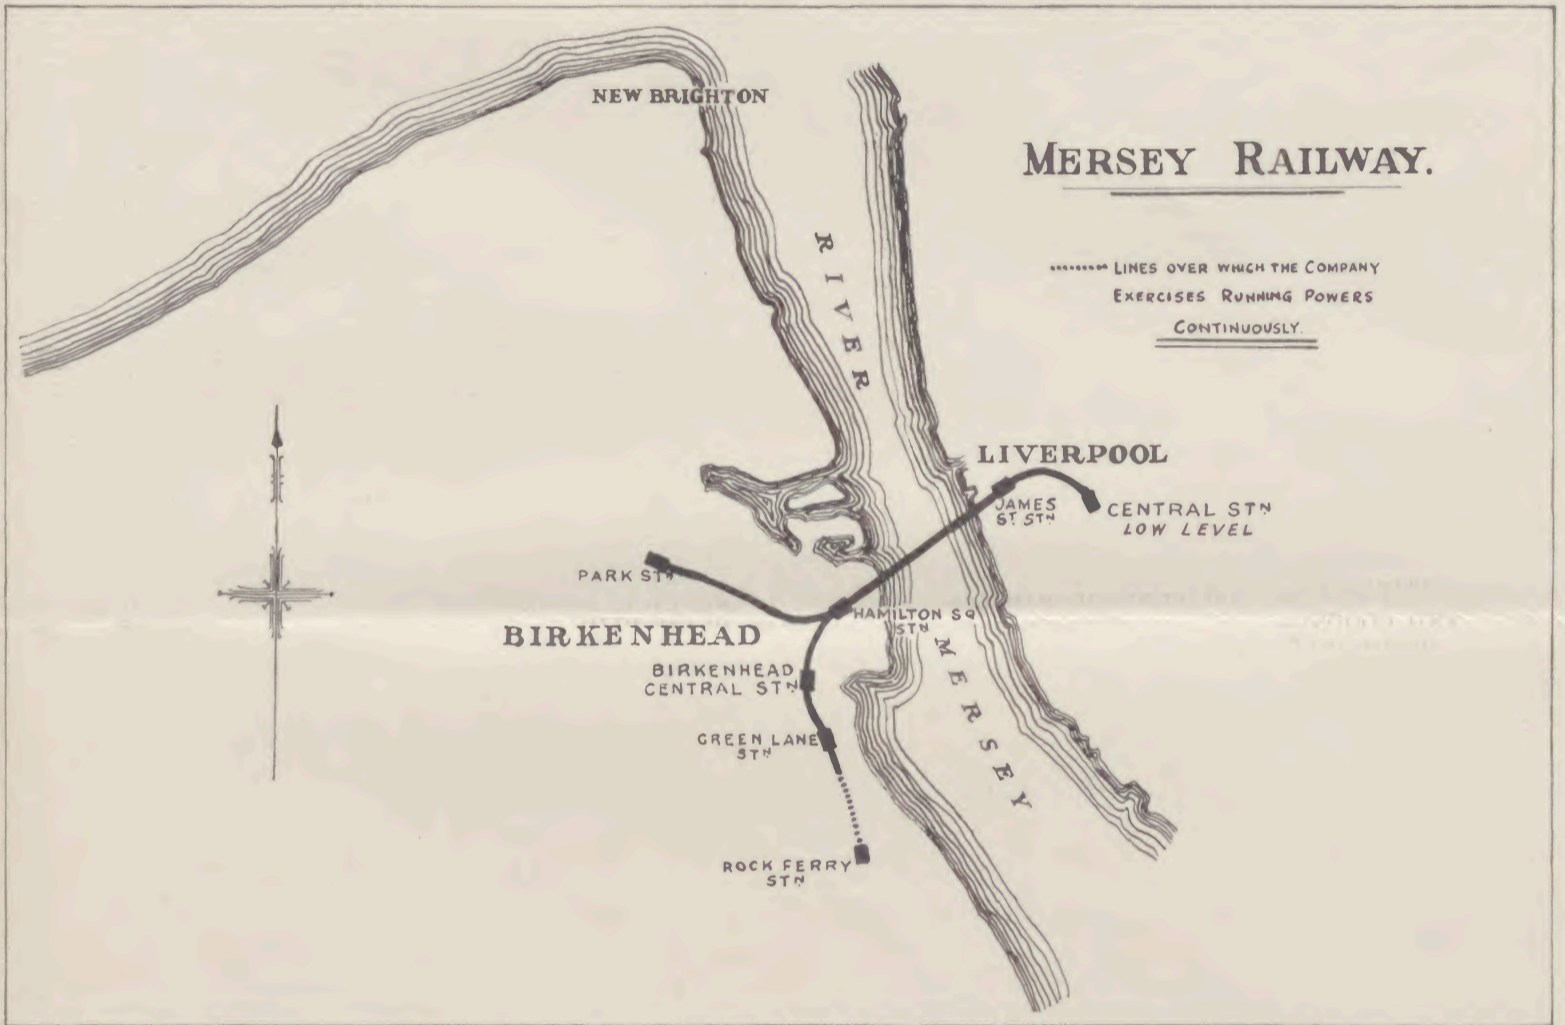 NEW BRIGHTON
MERSEY RAILWAY.
LINES OVER WHICH THE COMPANY
EXERCISES RUNNING POWERS
CONTINUOUSLY.
RIVER
LIVERPOOL
JAMES
ST STN
CENTRAL STN
LOW LEVEL
PARK STN
HAMILTON SQ
STN
BIRKENHEAD
MERSEY
BIRKENHEAD
CENTRAL STN
GREEN LANE
STN
ROCK FERRY
STN